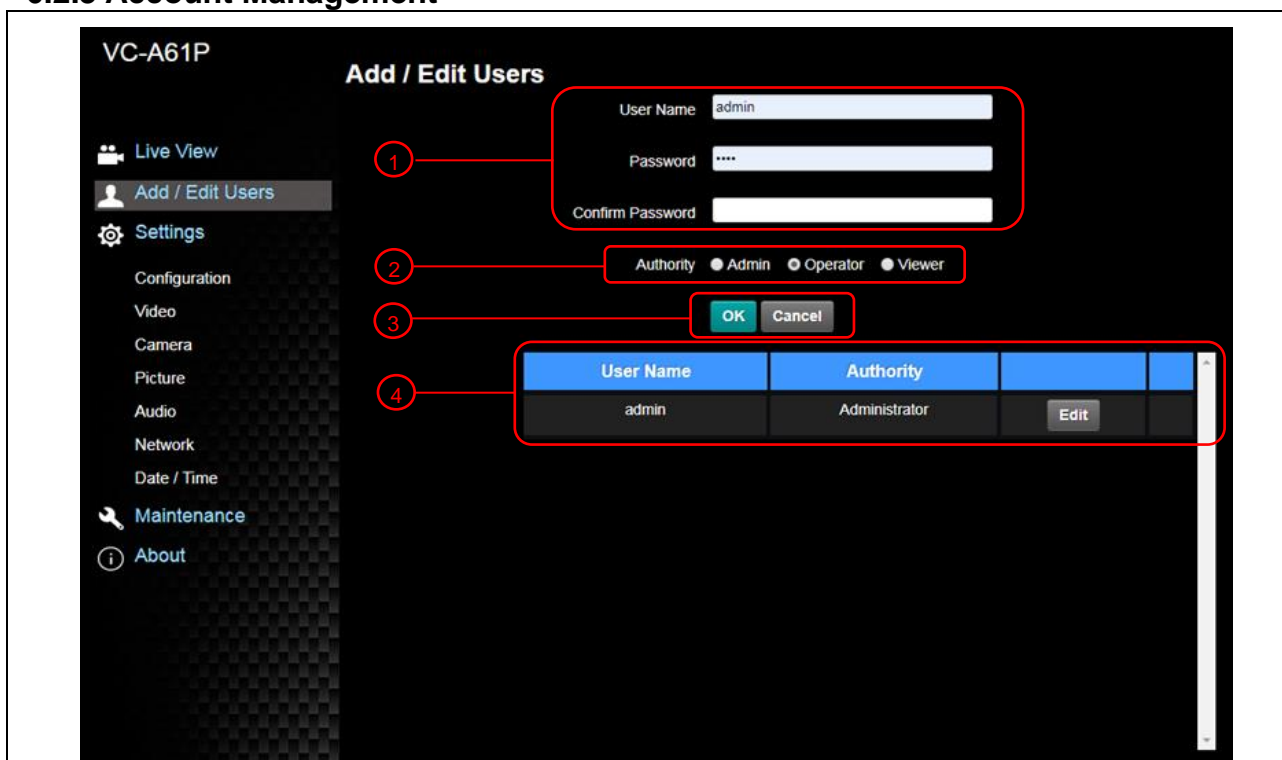 VC-A61P
Add / Edit Users
User Name admin
Password ••••
Confirm Password
Authority Admin Operator Viewer
OK Cancel
1
2
3
4
User Name Authority
admin Administrator Edit
Live View
Add / Edit Users
Settings
Configuration
Video
Camera
Picture
Audio
Network
Date / Time
Maintenance
About